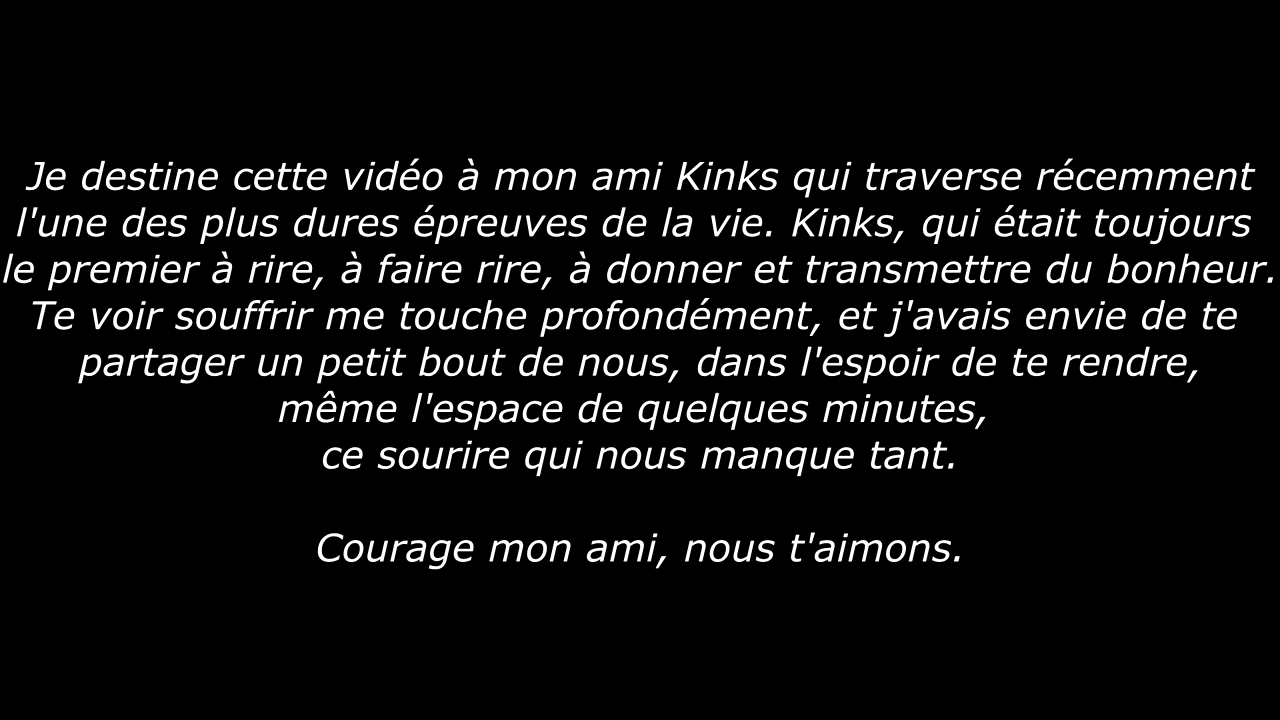 Je destine cette vidéo à mon ami Kinks qui traverse récemment
l'une des plus dures épreuves de la vie. Kinks, qui était toujours
le premier à rire, à faire rire, à donner et transmettre du bonheur.
Te voir souffrir me touche profondément, et j'avais envie de te
partager un petit bout de nous, dans l'espoir de te rendre,
même l'espace de quelques minutes,
ce sourire qui nous manque tant.
Courage mon ami, nous t'aimons.